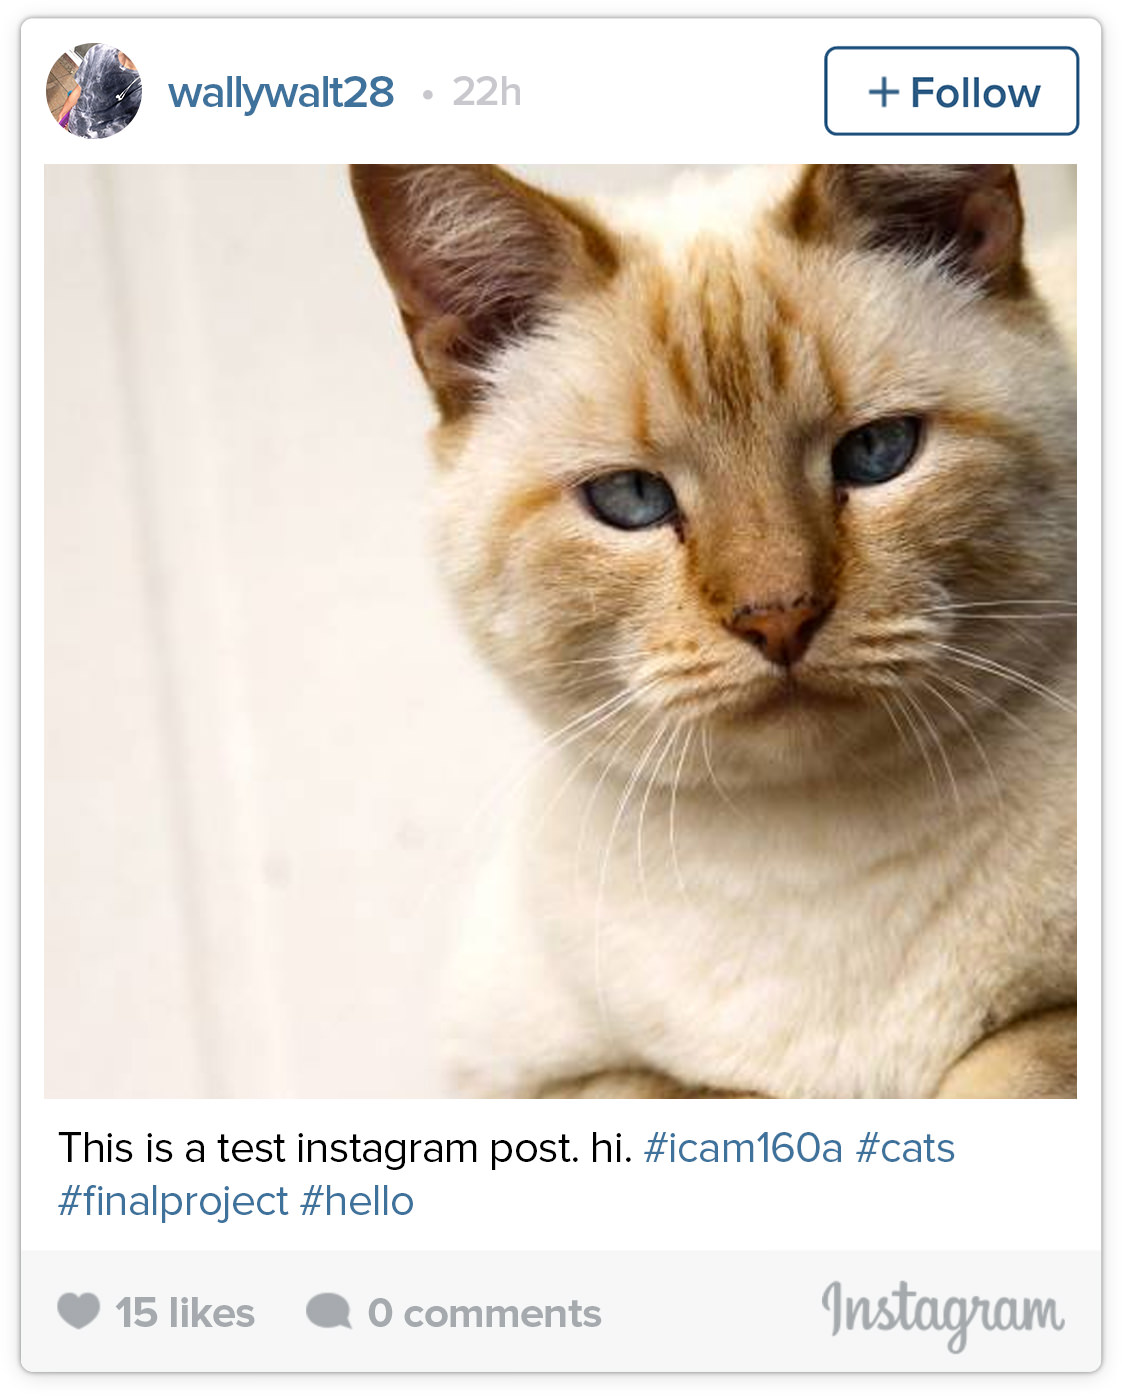 wallywalt28 • 22h
+ Follow
This is a test instagram post. hi. #icam160a #cats
#finalproject #hello
15 likes 0 comments Instagram